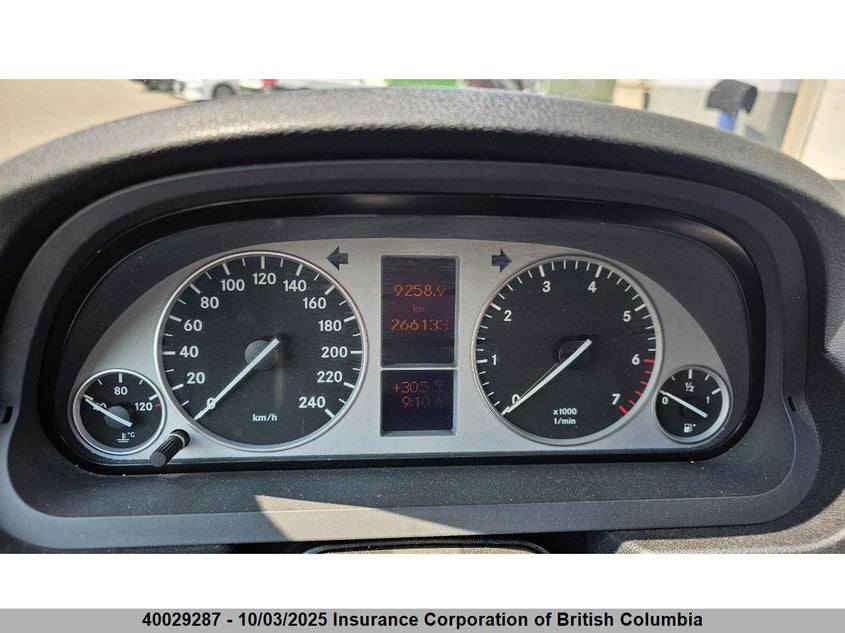 9258.9
km
266133
+30.5°C
9:10 A
0 20 40 60 80 100 120 140 160 180 200 220 240
km/h
0 1 2 3 4 5 6 7
x1000
1/min
80
120
°C
0 ½ 1
40029287 - 10/03/2025 Insurance Corporation of British Columbia